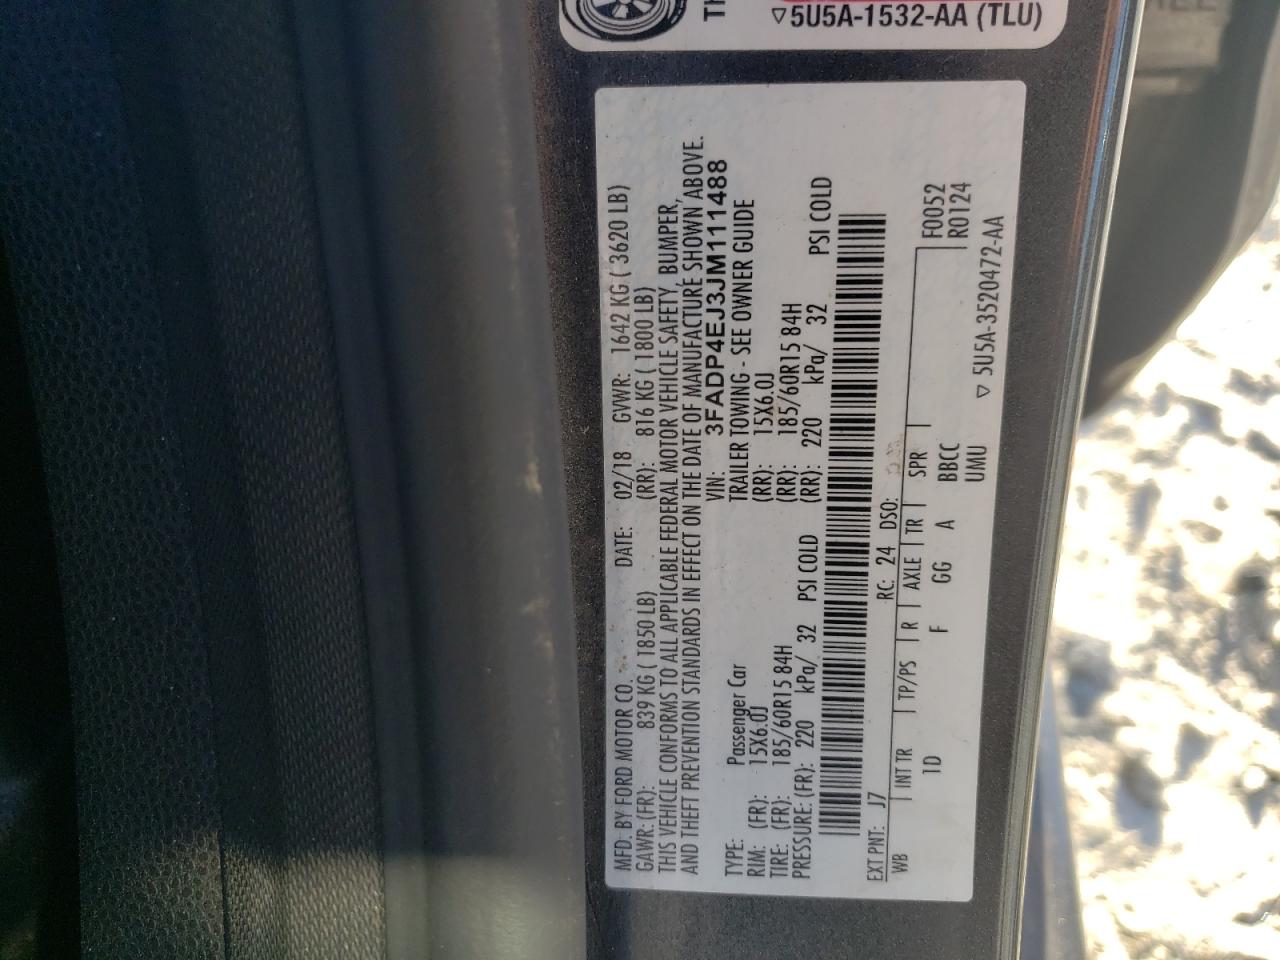 TH
▽5U5A-1532-AA (TLU)
MFD. BY FORD MOTOR CO. DATE: 02/18 GVWR: 1642 KG ( 3620 LB)
GAWR: (FR): 839 KG ( 1850 LB) (RR): 816 KG ( 1800 LB)
THIS VEHICLE CONFORMS TO ALL APPLICABLE FEDERAL MOTOR VEHICLE SAFETY, BUMPER,
AND THEFT PREVENTION STANDARDS IN EFFECT ON THE DATE OF MANUFACTURE SHOWN ABOVE.
VIN: 3FADP4EJ3JM111488
TYPE: Passenger Car TRAILER TOWING - SEE OWNER GUIDE
RIM: (FR): 15X6.0J (RR): 15X6.0J
TIRE: (FR): 185/60R15 84H (RR): 185/60R15 84H
PRESSURE: (FR): 220 kPa/ 32 PSI COLD (RR): 220 kPa/ 32 PSI COLD
EXT PNT: J7 RC: 24 DSO:
WB INT TR TP/PS R AXLE TR SPR F0052
1D F GG A BBCC R0124
UMU
▽ 5U5A-3520472-AA